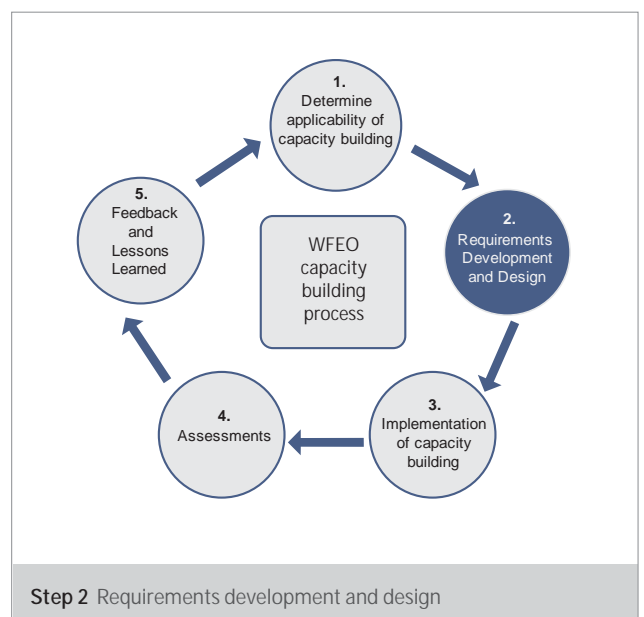 1.
Determine
applicability of
capacity building
2.
Requirements
Development
and Design
3.
Implementation
of capacity
building
4.
Assessments
5.
Feedback
and
Lessons
Learned
WFEO
capacity
building
process
Step 2 Requirements development and design